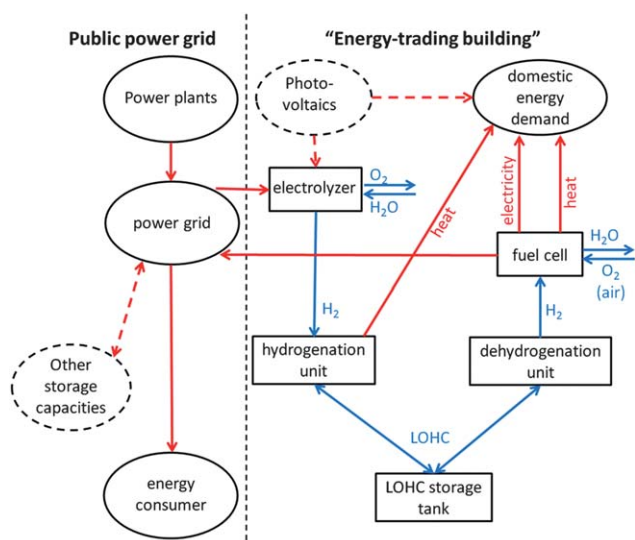 Public power grid
“Energy-trading building”
Power plants
Photo-
voltaics
domestic
energy
demand
electrolyzer
O2
H2O
power grid
electricity
heat
heat
fuel cell
H2O
O2
(air)
H2
H2
hydrogenation
unit
dehydrogenation
unit
Other
storage
capacities
LOHC
energy
consumer
LOHC storage
tank